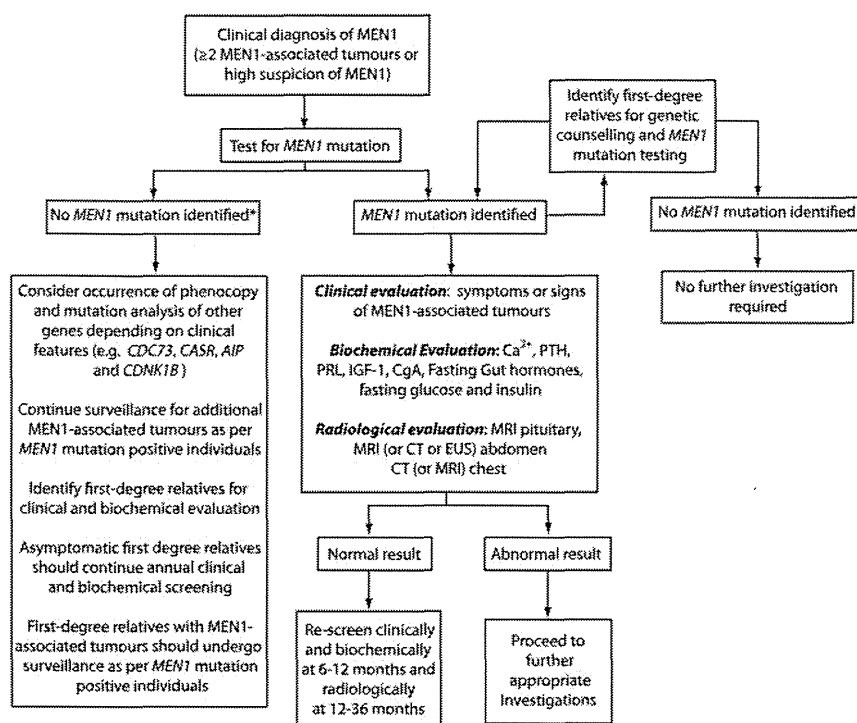 Clinical diagnosis of MEN1
(≥2 MEN1-associated tumours or
high suspicion of MEN1)
Test for MEN1 mutation
Identify first-degree
relatives for genetic
counselling and MEN1
mutation testing
No MEN1 mutation identified*
MEN1 mutation identified
No MEN1 mutation identified
Consider occurrence of phenocopy
and mutation analysis of other
genes depending on clinical
features (e.g. CDC73, CASR, AIP
and CDNK1B )
Continue surveillance for additional
MEN1-associated tumours as per
MEN1 mutation positive individuals
Identify first-degree relatives for
clinical and biochemical evaluation
Asymptomatic first degree relatives
should continue annual clinical
and biochemical screening
First-degree relatives with MEN1-
associated tumours should undergo
surveillance as per MEN1 mutation
positive individuals
Clinical evaluation: symptoms or signs
of MEN1-associated tumours
Biochemical Evaluation: Ca²⁺, PTH,
PRL, IGF-1, CgA, Fasting Gut hormones,
fasting glucose and insulin
Radiological evaluation: MRI pituitary,
MRI (or CT or EUS) abdomen
CT (or MRI) chest
No further investigation
required
Normal result
Abnormal result
Re-screen clinically
and biochemically
at 6-12 months and
radiologically
at 12-36 months
Proceed to
further
appropriate
Investigations